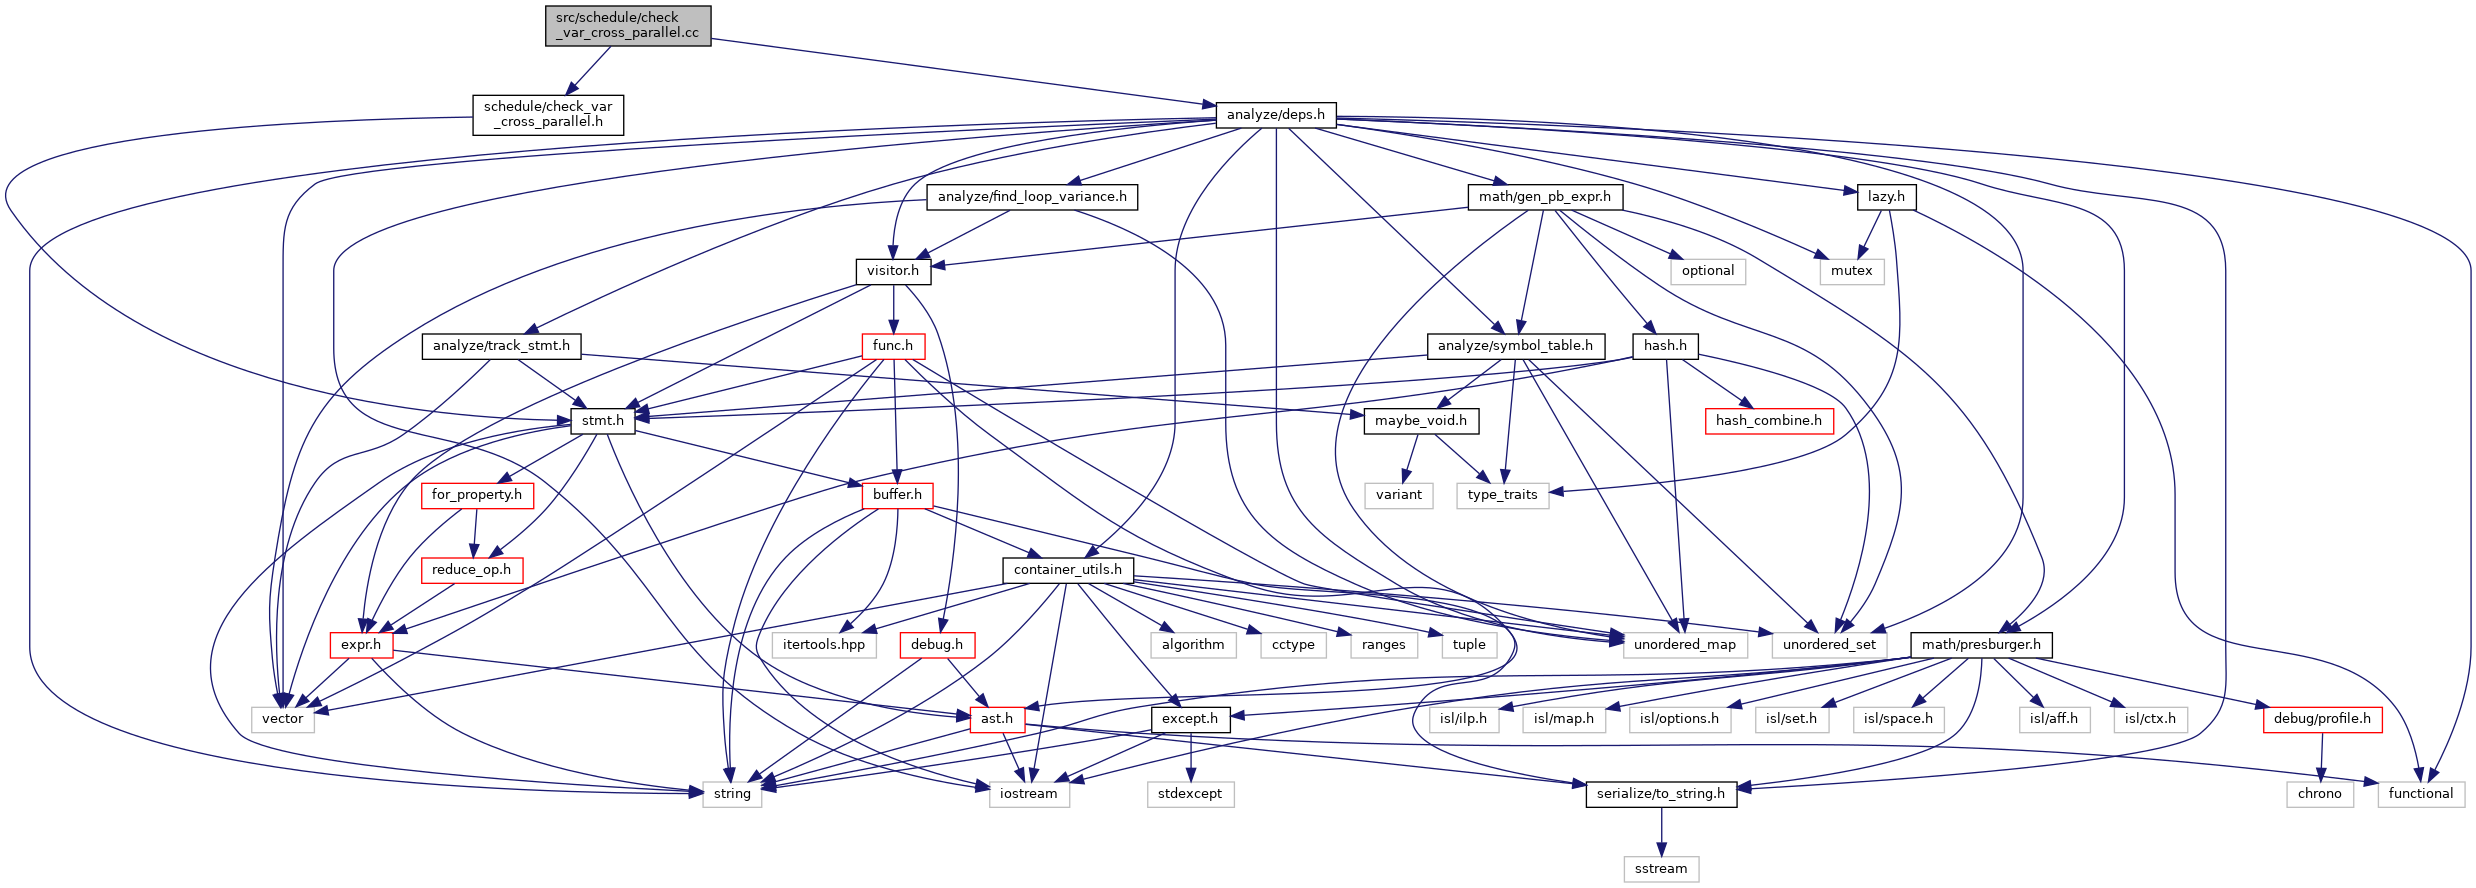 src/schedule/check
_var_cross_parallel.cc
schedule/check_var
_cross_parallel.h
analyze/deps.h
analyze/find_loop_variance.h
math/gen_pb_expr.h
lazy.h
visitor.h
optional
mutex
analyze/track_stmt.h
func.h
analyze/symbol_table.h
hash.h
stmt.h
maybe_void.h
hash_combine.h
for_property.h
buffer.h
variant
type_traits
reduce_op.h
container_utils.h
expr.h
itertools.hpp
debug.h
algorithm
cctype
ranges
tuple
unordered_map
unordered_set
math/presburger.h
vector
ast.h
except.h
isl/ilp.h
isl/map.h
isl/options.h
isl/set.h
isl/space.h
isl/aff.h
isl/ctx.h
debug/profile.h
string
iostream
stdexcept
serialize/to_string.h
chrono
functional
sstream